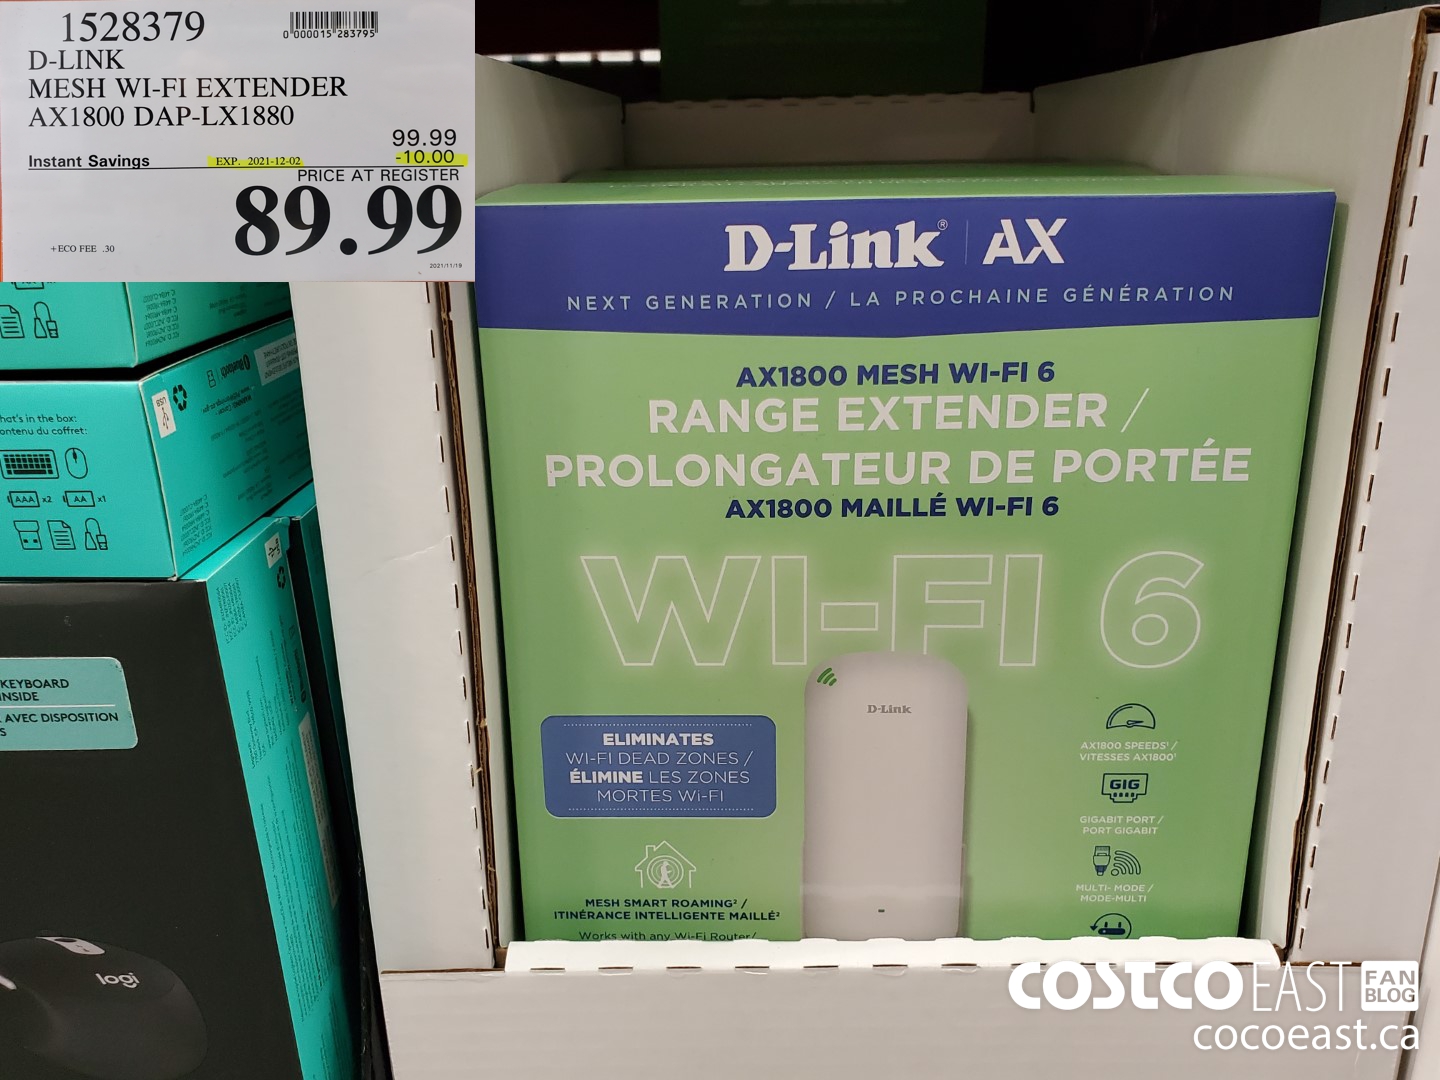 1528379
0 000015 283795
D-LINK
MESH WI-FI EXTENDER
AX1800 DAP-LX1880
99.99
Instant Savings EXP. 2021-12-02 -10.00
PRICE AT REGISTER
89.99
+ECO FEE .30
2021/11/19
D-Link® AX
NEXT GENERATION / LA PROCHAINE GÉNÉRATION
AX1800 MESH WI-FI 6
RANGE EXTENDER /
PROLONGATEUR DE PORTÉE
AX1800 MAILLÉ WI-FI 6
WI-FI 6
D-Link
ELIMINATES
WI-FI DEAD ZONES /
ÉLIMINE LES ZONES
MORTES Wi-FI
MESH SMART ROAMING² /
ITINÉRANCE INTELLIGENTE MAILLÉ²
Works with any Wi-Fi Router/
AX1800 SPEEDS¹ /
VITESSES AX1800¹
GIG
GIGABIT PORT /
PORT GIGABIT
MULTI- MODE /
MODE-MULTI
Bluetooth
USB
hat's in the box:
ontenu du coffret:
AAA x2 AA x1
KEYBOARD
INSIDE
AVEC DISPOSITION
S
logi
COSTCO EAST FAN BLOG
cocoeast.ca